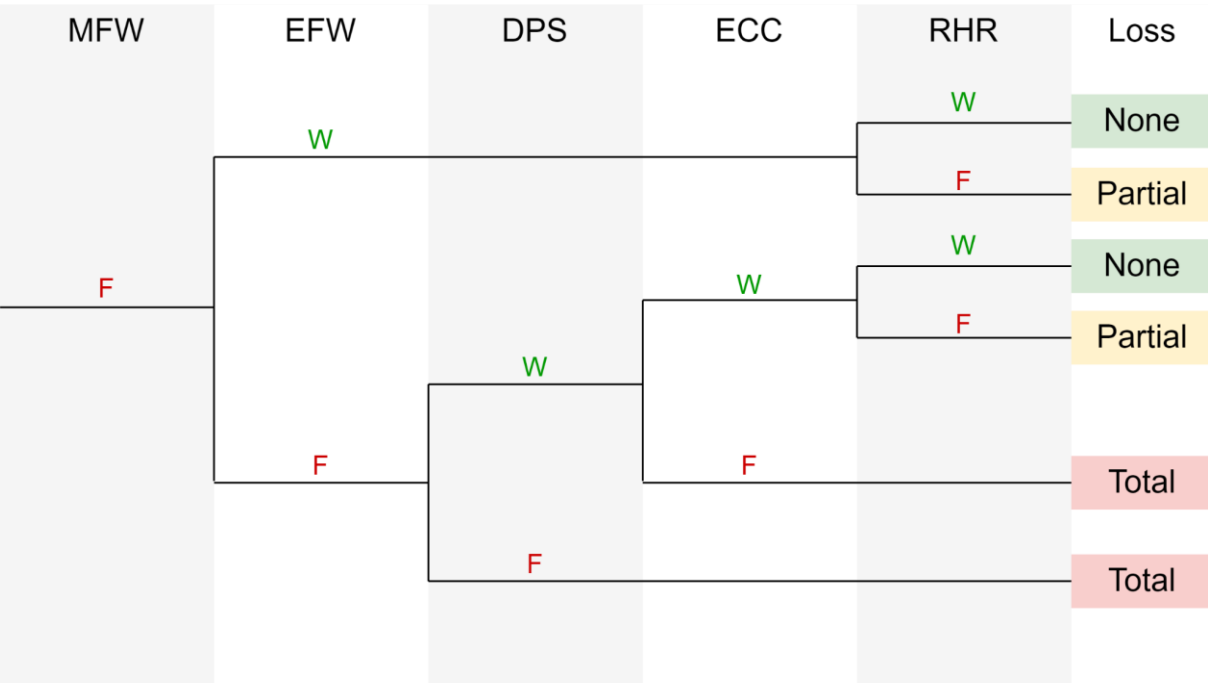 MFW EFW DPS ECC RHR Loss
W None
W
F Partial
W None
W
F
F Partial
W
F F Total
F Total